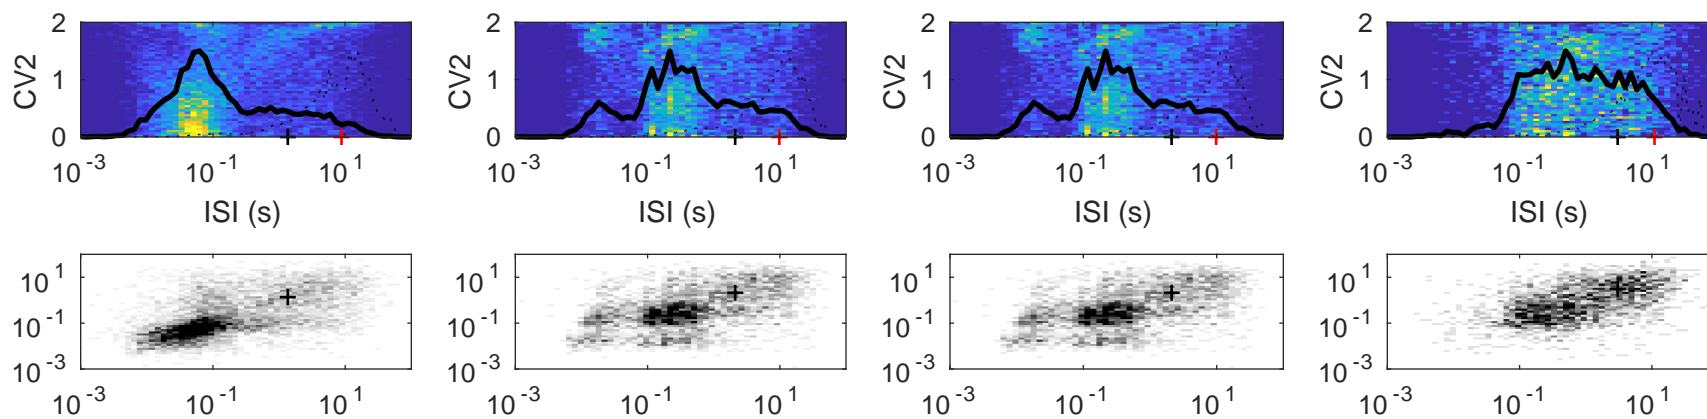 2 2 2 2
CV2 CV2 CV2 CV2
1 1 1 1
0 0 0 0
10^-3 10^-1 10^1 10^-3 10^-1 10^1 10^-3 10^-1 10^1 10^-3 10^-1 10^1
ISI (s) ISI (s) ISI (s) ISI (s)
10^1 10^1 10^1 10^1
10^-1 10^-1 10^-1 10^-1
10^-3 10^-3 10^-3 10^-3
10^-3 10^-1 10^1 10^-3 10^-1 10^1 10^-3 10^-1 10^1 10^-3 10^-1 10^1